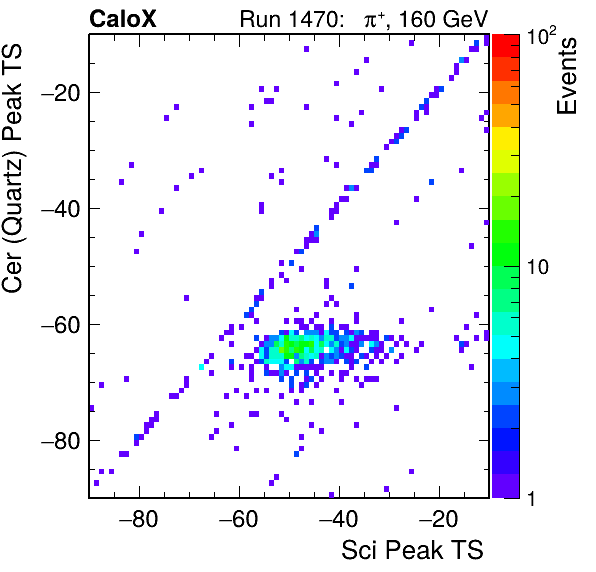 CaloX Run 1470: π⁺, 160 GeV
Cer (Quartz) Peak TS
−20
−40
−60
−80
−80 −60 −40 −20
Sci Peak TS
10²
10
1
Events